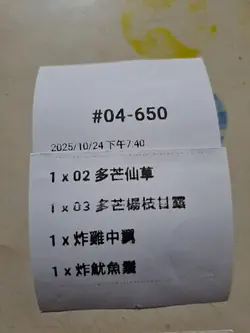 #04-650
2025/10/24 下午7:40
1 x 02 多芒仙草
1 x 03 多芒楊枝甘露
1 x 炸雞中翼
1 x 炸魷魚鬚